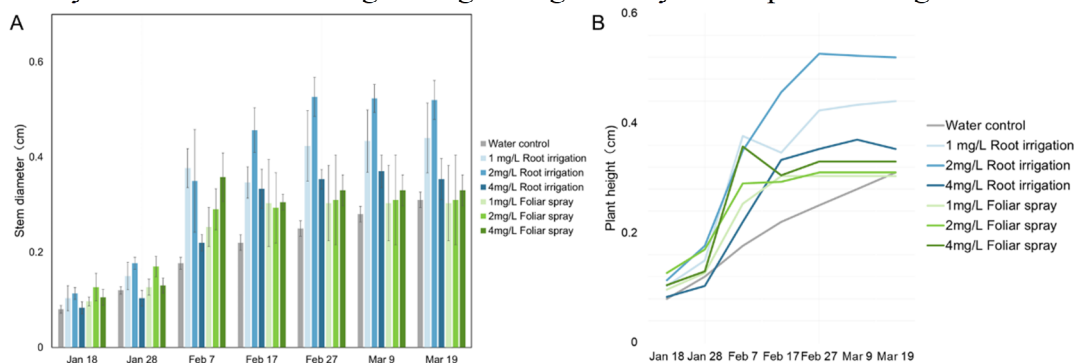 A
Stem diameter (cm)
0.6
0.4
0.2
0
Jan 18 Jan 28 Feb 7 Feb 17 Feb 27 Mar 9 Mar 19
Water control
1 mg/L Root irrigation
2mg/L Root irrigation
4mg/L Root irrigation
1mg/L Foliar spray
2mg/L Foliar spray
4mg/L Foliar spray
B
Plant height (cm)
0.6
0.4
0.2
0
Jan 18 Jan 28 Feb 7 Feb 17 Feb 27 Mar 9 Mar 19
Water control
1 mg/L Root irrigation
2mg/L Root irrigation
4mg/L Root irrigation
1mg/L Foliar spray
2mg/L Foliar spray
4mg/L Foliar spray